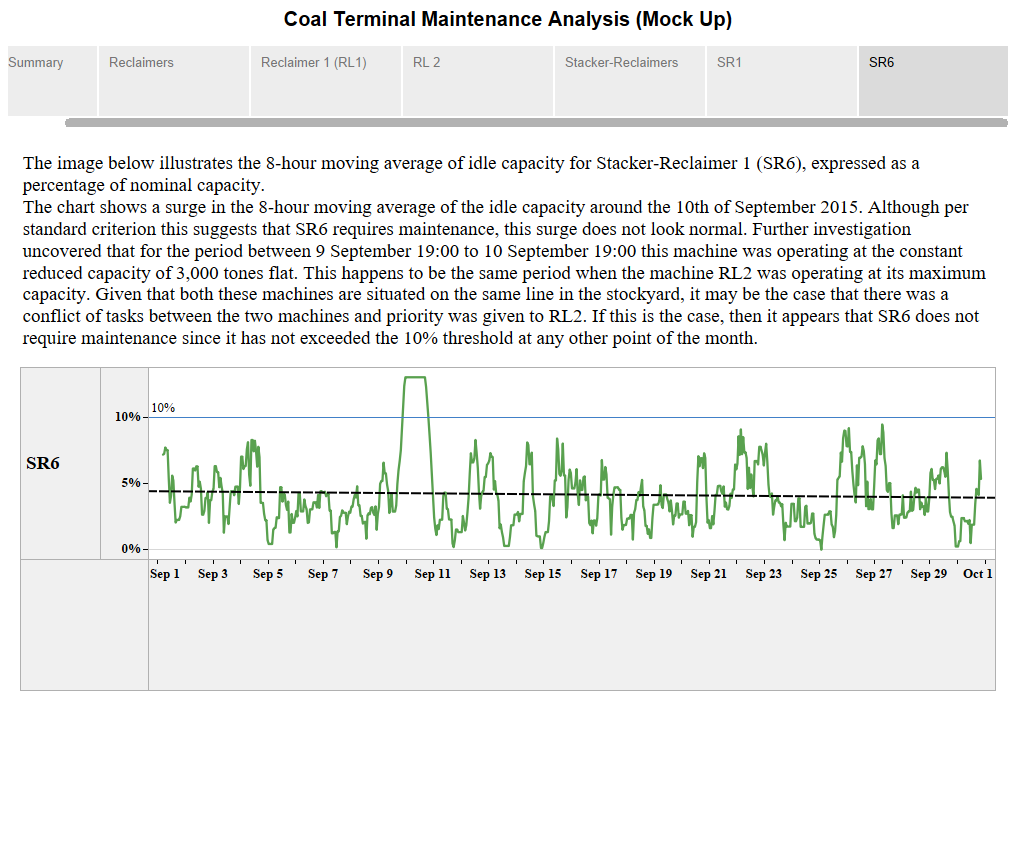 Coal Terminal Maintenance Analysis (Mock Up)
Summary
Reclaimers
Reclaimer 1 (RL1)
RL 2
Stacker-Reclaimers
SR1
SR6
The image below illustrates the 8-hour moving average of idle capacity for Stacker-Reclaimer 1 (SR6), expressed as a
percentage of nominal capacity.
The chart shows a surge in the 8-hour moving average of the idle capacity around the 10th of September 2015. Although per
standard criterion this suggests that SR6 requires maintenance, this surge does not look normal. Further investigation
uncovered that for the period between 9 September 19:00 to 10 September 19:00 this machine was operating at the constant
reduced capacity of 3,000 tones flat. This happens to be the same period when the machine RL2 was operating at its maximum
capacity. Given that both these machines are situated on the same line in the stockyard, it may be the case that there was a
conflict of tasks between the two machines and priority was given to RL2. If this is the case, then it appears that SR6 does not
require maintenance since it has not exceeded the 10% threshold at any other point of the month.
SR6
10%
10%
5%
0%
Sep 1 Sep 3 Sep 5 Sep 7 Sep 9 Sep 11 Sep 13 Sep 15 Sep 17 Sep 19 Sep 21 Sep 23 Sep 25 Sep 27 Sep 29 Oct 1